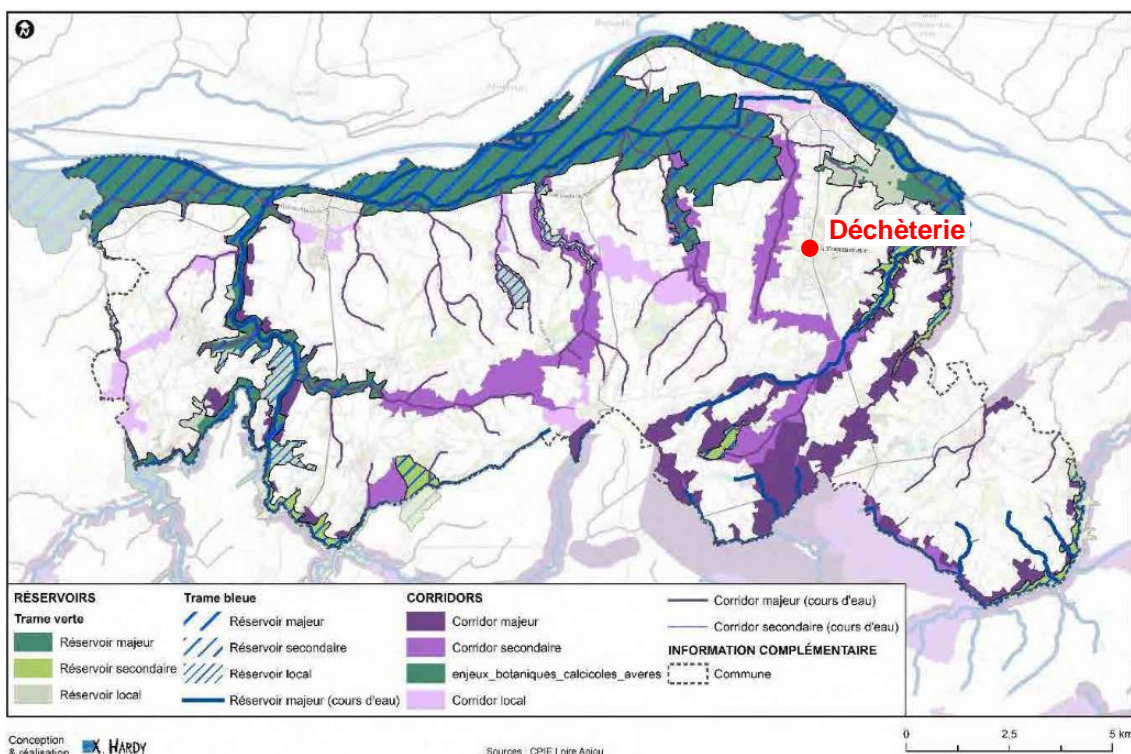 Déchèterie
RÉSERVOIRS
Trame verte
Réservoir majeur
Réservoir secondaire
Réservoir local
Trame bleue
Réservoir majeur
Réservoir secondaire
Réservoir local
Réservoir majeur (cours d'eau)
CORRIDORS
Corridor majeur
Corridor secondaire
enjeux_botaniques_calcicoles_averes
Corridor local
Corridor majeur (cours d'eau)
Corridor secondaire (cours d'eau)
INFORMATION COMPLÉMENTAIRE
Commune
Conception
& réalisation
X. HARDY
Sources : CPIE Loire Anjou
0
2,5
5 km